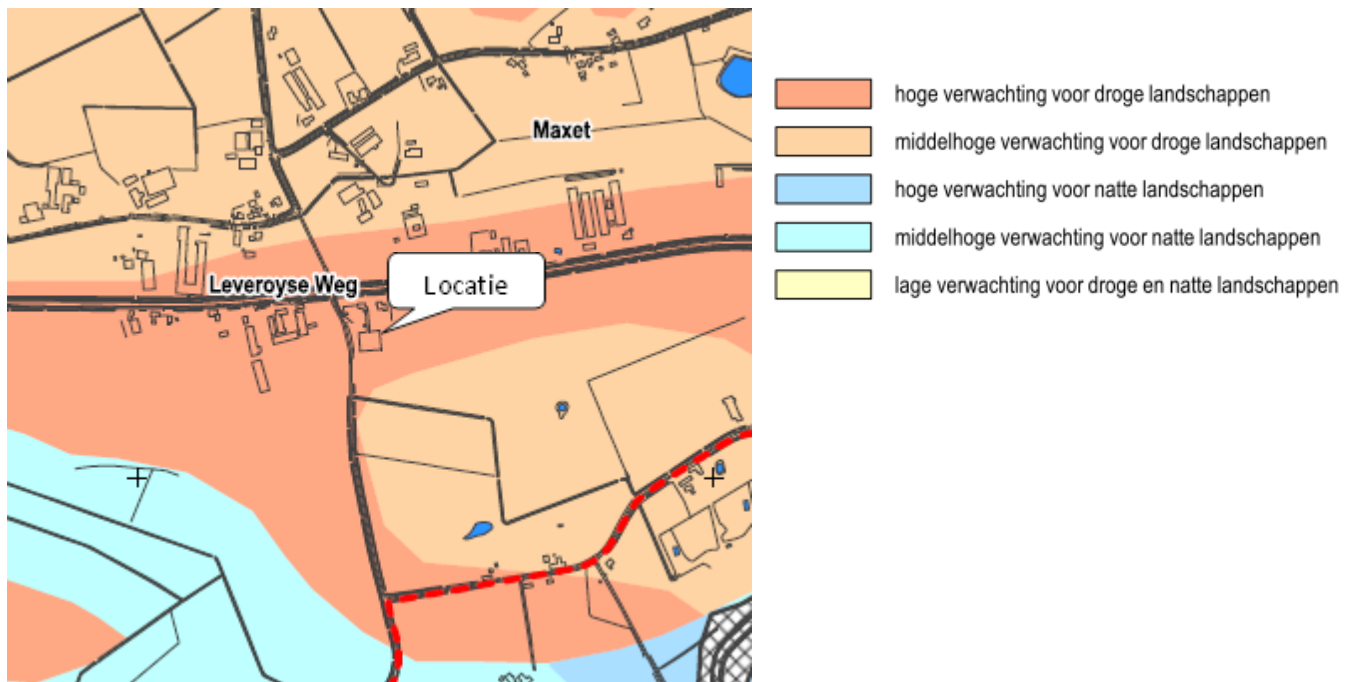 Maxet
Leveroyse Weg
Locatie
hoge verwachting voor droge landschappen
middelhoge verwachting voor droge landschappen
hoge verwachting voor natte landschappen
middelhoge verwachting voor natte landschappen
lage verwachting voor droge en natte landschappen